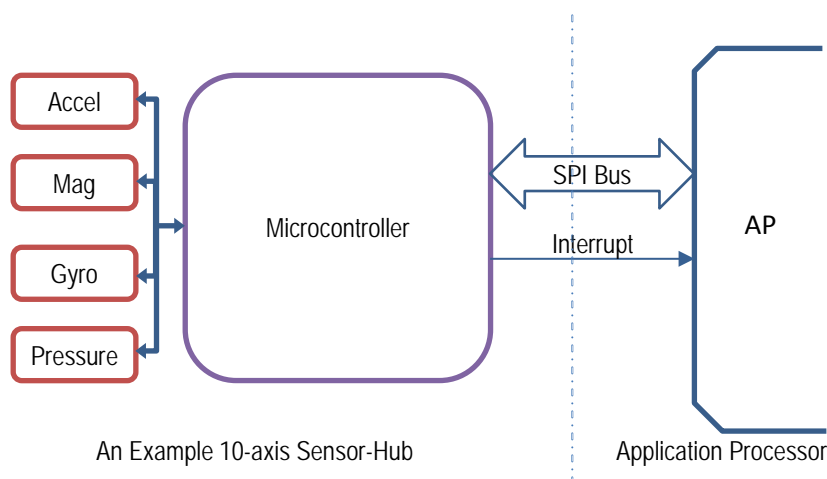 Accel
Mag
Gyro
Pressure
Microcontroller
SPI Bus
Interrupt
AP
An Example 10-axis Sensor-Hub
Application Processor